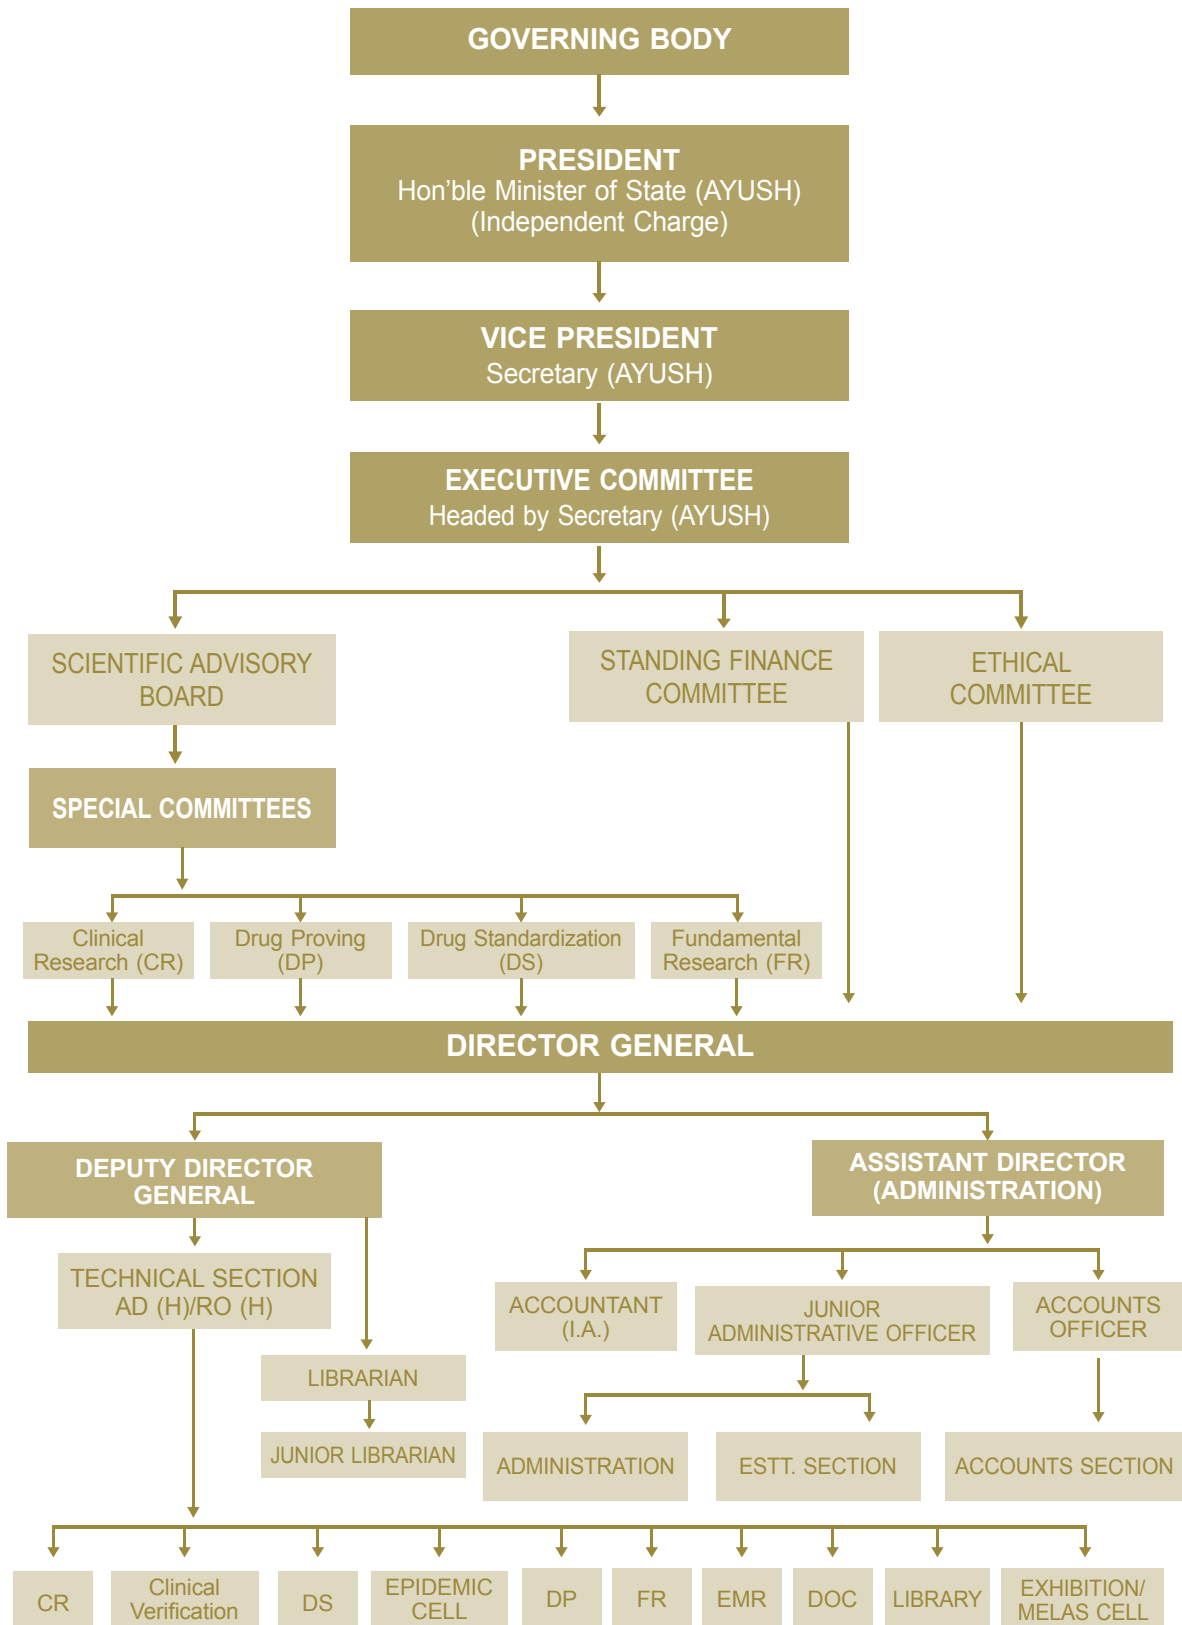 GOVERNING BODY
PRESIDENT
Hon'ble Minister of State (AYUSH)
(Independent Charge)
VICE PRESIDENT
Secretary (AYUSH)
EXECUTIVE COMMITTEE
Headed by Secretary (AYUSH)
SCIENTIFIC ADVISORY
BOARD
STANDING FINANCE
COMMITTEE
ETHICAL
COMMITTEE
SPECIAL COMMITTEES
Clinical
Research (CR)
Drug Proving
(DP)
Drug Standardization
(DS)
Fundamental
Research (FR)
DIRECTOR GENERAL
DEPUTY DIRECTOR
GENERAL
ASSISTANT DIRECTOR
(ADMINISTRATION)
TECHNICAL SECTION
AD (H)/RO (H)
ACCOUNTANT
(I.A.)
JUNIOR
ADMINISTRATIVE OFFICER
ACCOUNTS
OFFICER
LIBRARIAN
JUNIOR LIBRARIAN
ADMINISTRATION
ESTT. SECTION
ACCOUNTS SECTION
CR
Clinical
Verification
DS
EPIDEMIC
CELL
DP
FR
EMR
DOC
LIBRARY
EXHIBITION/
MELAS CELL